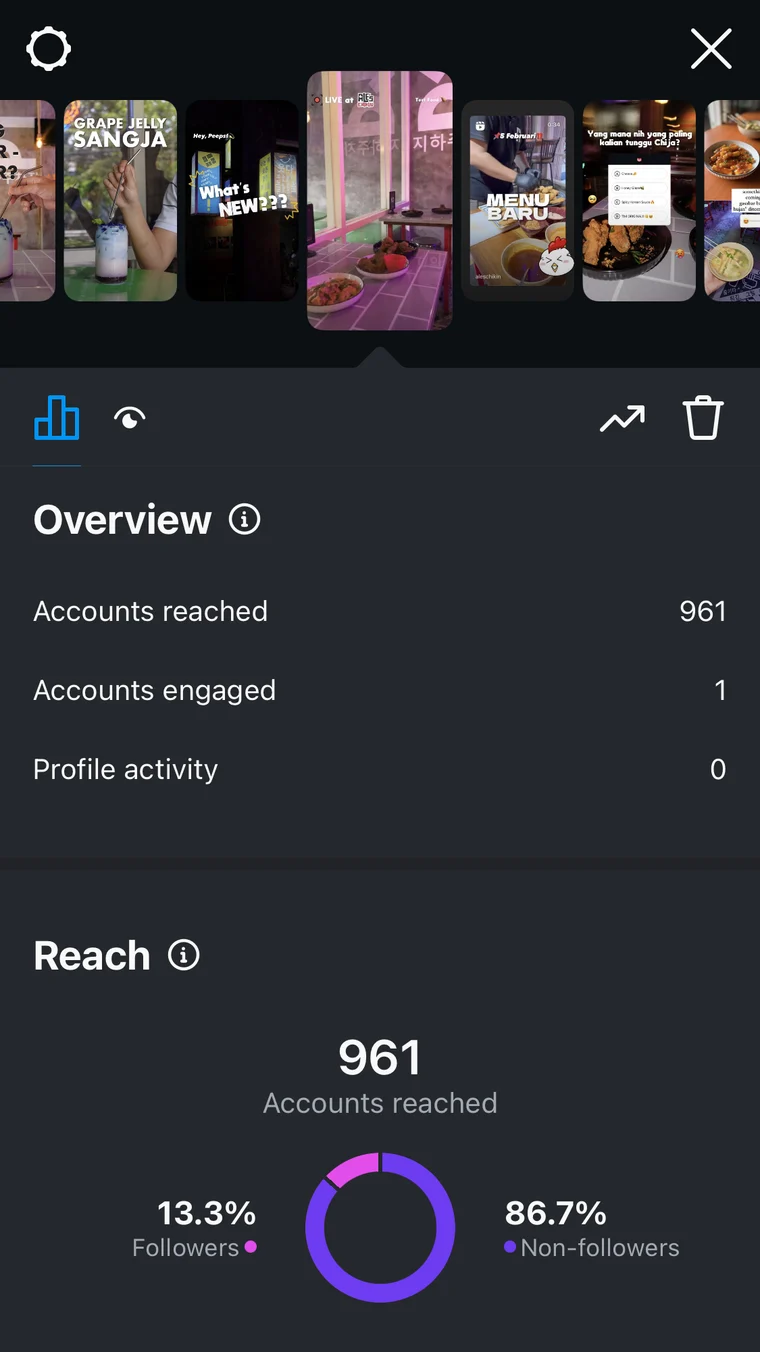 GRAPE JELLY
SANGJA
Hey, Peeps!
What's
NEW???
LIVE at
5 Februari
MENU
BARU
aleschikin
Yang mana nih yang paling
kalian tunggu Chija?
Overview
Accounts reached 961
Accounts engaged 1
Profile activity 0
Reach
961
Accounts reached
13.3%
Followers
86.7%
Non-followers